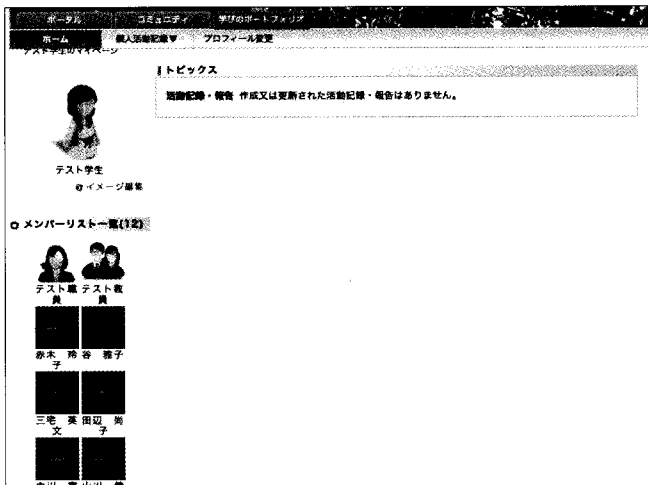 ポータル コミュニティ 学びのポートフォリオ
ホーム 個人活動記録▼ プロフィール変更
テスト学生のマイページ
トピックス
活動記録・報告 作成又は更新された活動記録・報告はありません。
テスト学生
イメージ編集
メンバーリスト一覧(12)
テスト職 テスト教
員 員
赤木 玲 谷 雅子
子
三宅 英 田辺 尚
文 子